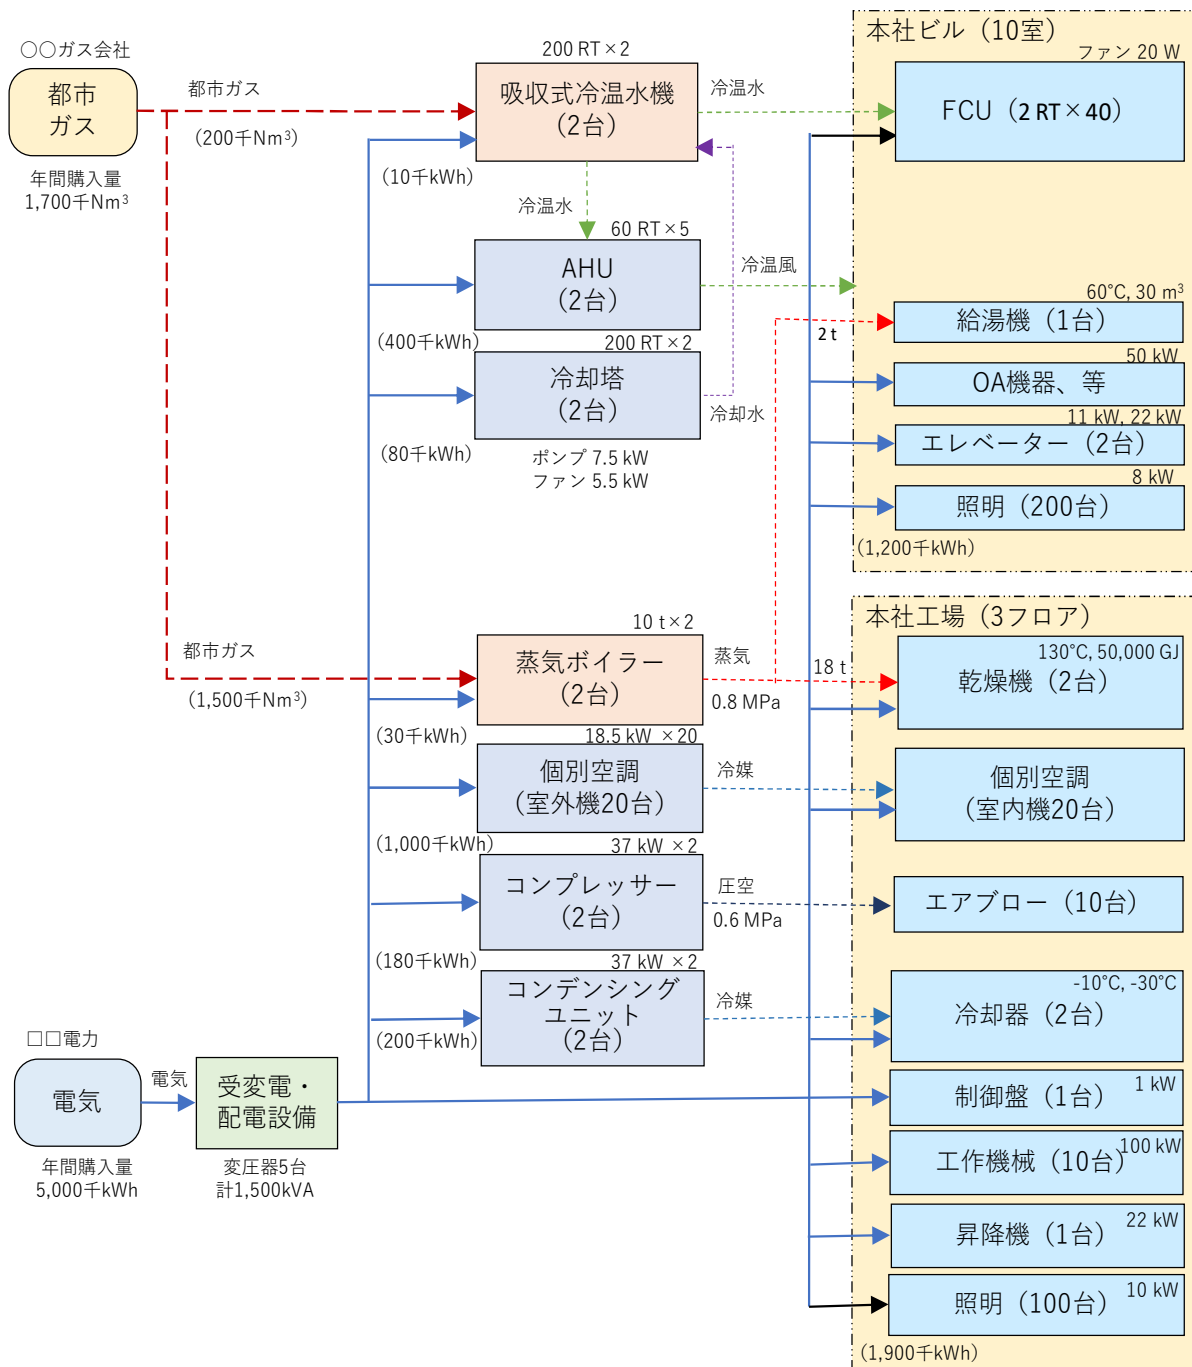 ○○ガス会社
都市
ガス
年間購入量
1,700千Nm³
都市ガス
(200千Nm³)
200 RT×2
吸収式冷温水機
(2台)
冷温水
(10千kWh)
冷温水
60 RT×5
AHU
(2台)
冷温風
(400千kWh)
200 RT×2
冷却塔
(2台)
冷却水
(80千kWh)
ポンプ 7.5 kW
ファン 5.5 kW
本社ビル（10室）
ファン 20 W
FCU（2 RT×40）
60°C, 30 m³
給湯機（1台）
2 t
50 kW
OA機器、等
11 kW, 22 kW
エレベーター（2台）
8 kW
照明（200台）
(1,200千kWh)
都市ガス
(1,500千Nm³)
10 t×2
蒸気ボイラー
(2台)
蒸気
0.8 MPa
18 t
(30千kWh)
18.5 kW ×20
個別空調
(室外機20台)
冷媒
(1,000千kWh)
37 kW ×2
コンプレッサー
(2台)
圧空
0.6 MPa
(180千kWh)
37 kW ×2
コンデンシング
ユニット
(2台)
冷媒
(200千kWh)
□□電力
電気
電気
年間購入量
5,000千kWh
受変電・
配電設備
変圧器5台
計1,500kVA
本社工場（3フロア）
130°C, 50,000 GJ
乾燥機（2台）
個別空調
(室内機20台)
エアブロー（10台）
-10°C, -30°C
冷却器（2台）
制御盤（1台）
1 kW
工作機械（10台）
100 kW
昇降機（1台）
22 kW
照明（100台）
10 kW
(1,900千kWh)